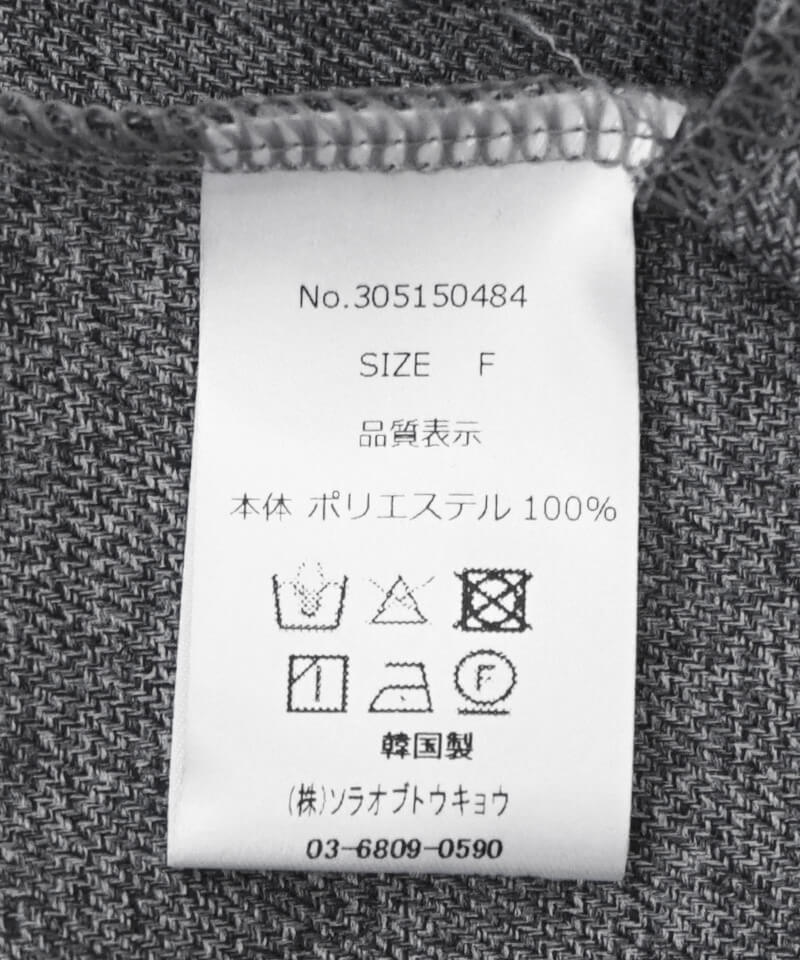 No.305150484
SIZE F
品質表示
本体 ポリエステル 100%
F
韓国製
(株)ソラオブトウキョウ
03-6809-0590